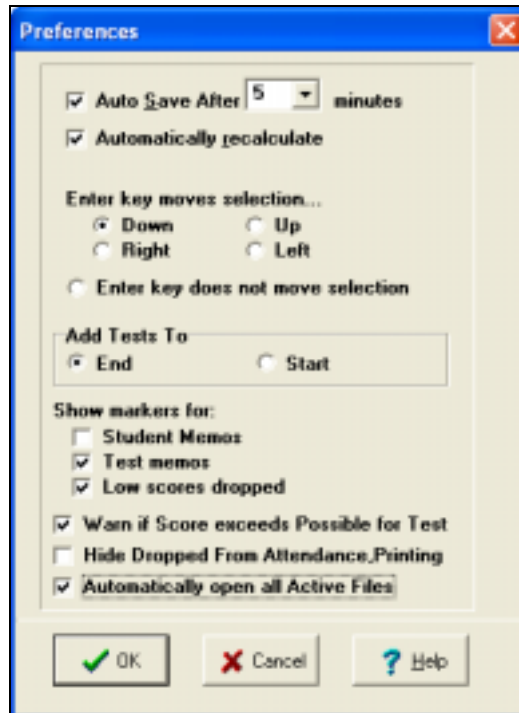 Preferences
Auto Save After 5 minutes
Automatically recalculate
Enter key moves selection...
Down Up
Right Left
Enter key does not move selection
Add Tests To
End Start
Show markers for:
Student Memos
Test memos
Low scores dropped
Warn if Score exceeds Possible for Test
Hide Dropped From Attendance,Printing
Automatically open all Active Files
OK Cancel Help